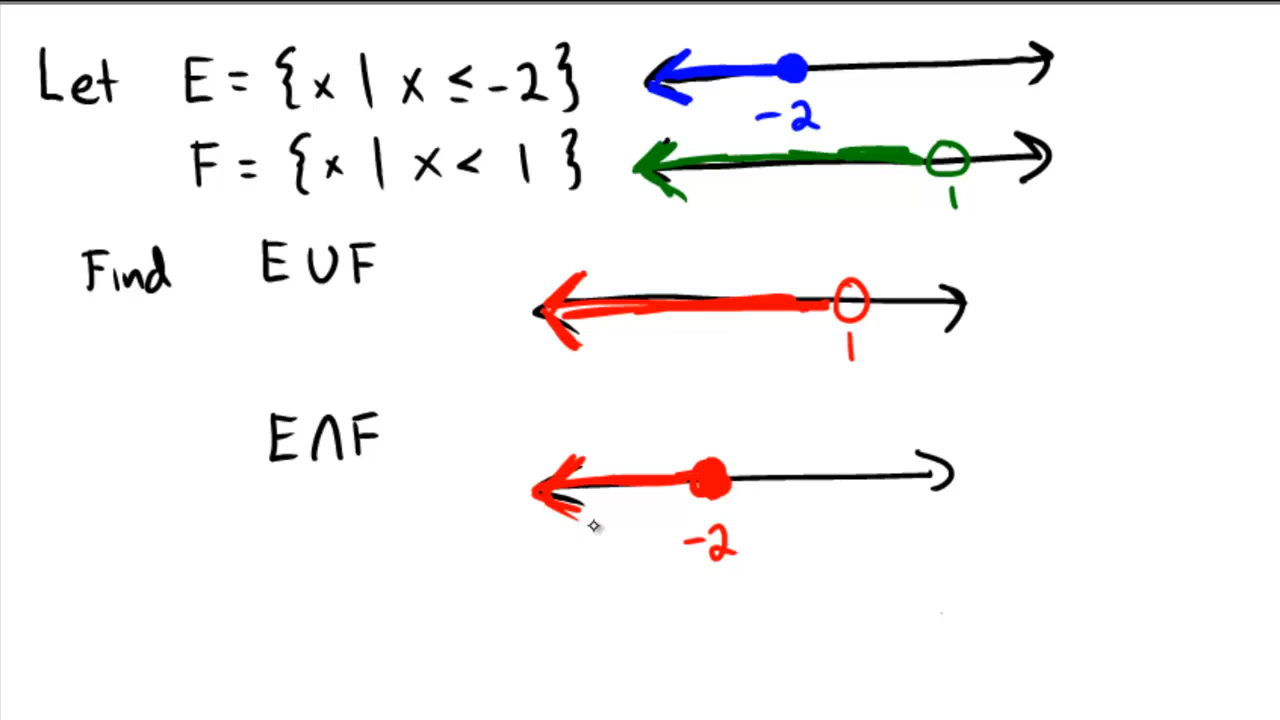 Let E = {x | x ≤ -2}
-2
F = {x | x < 1}
1
Find E ∪ F
1
E ∩ F
-2